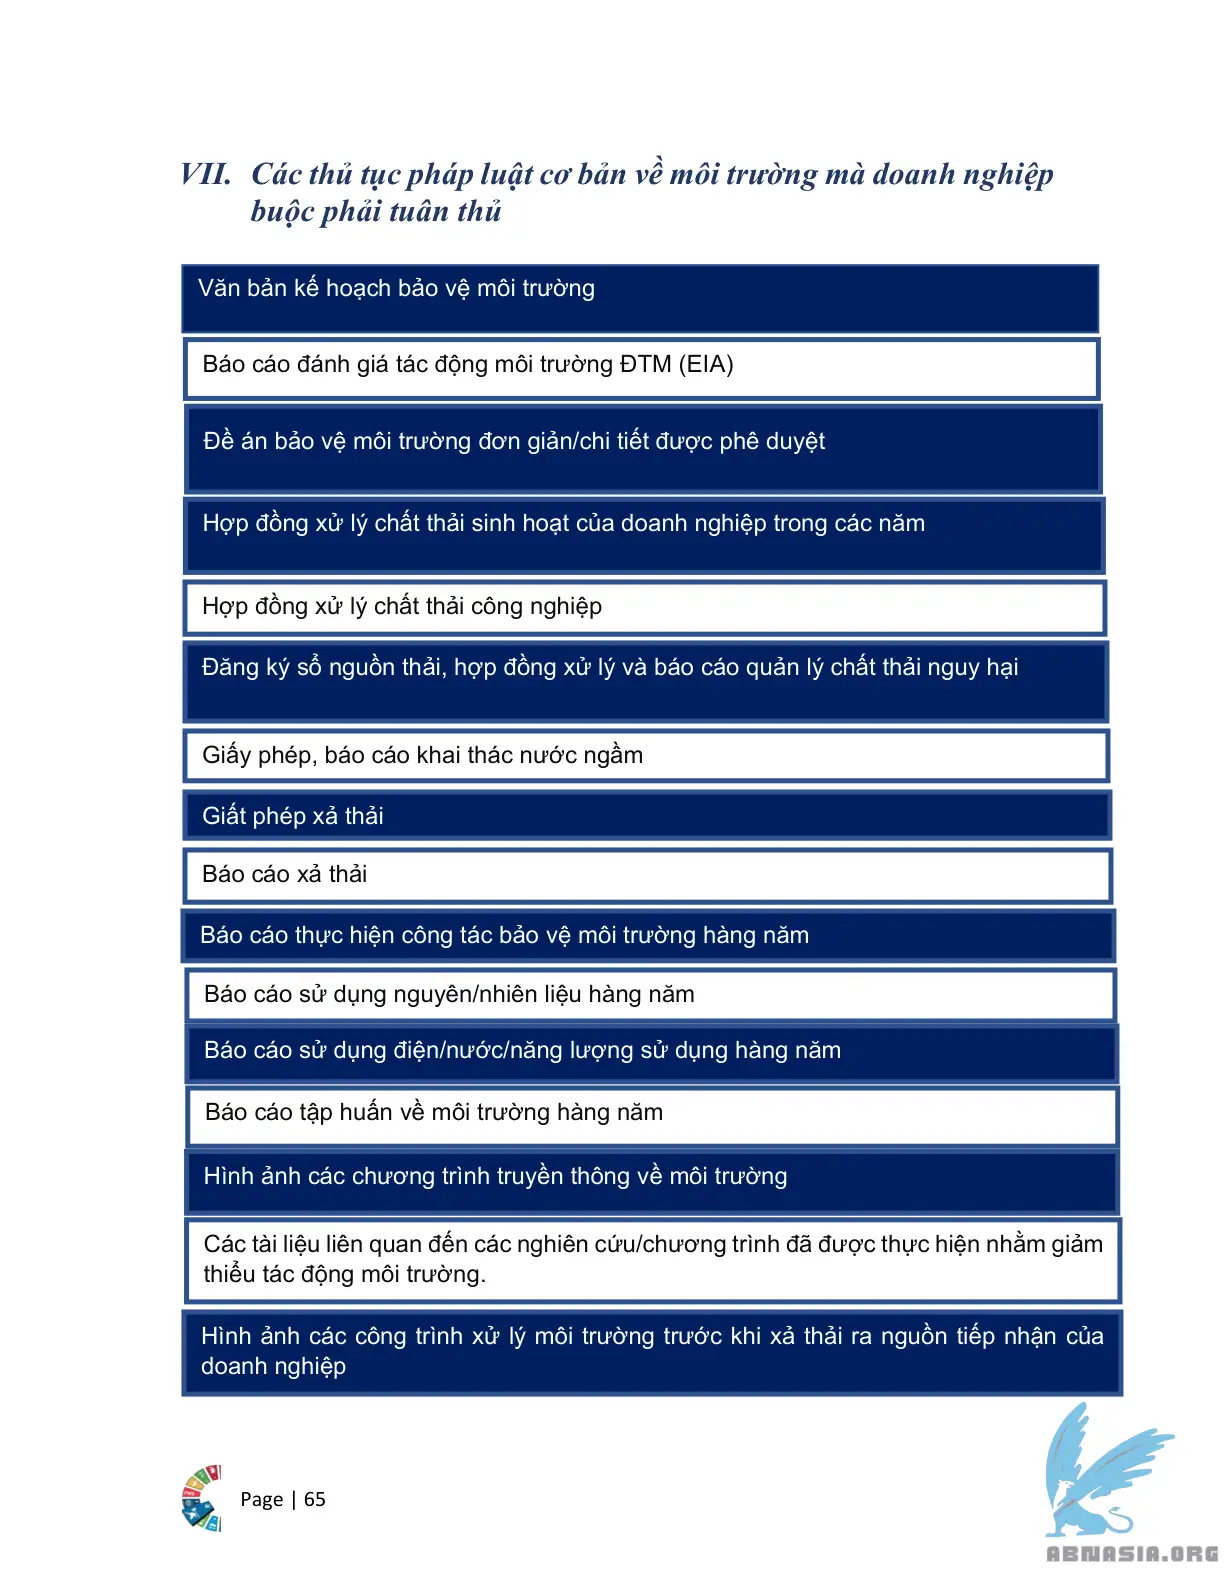 VII. Các thủ tục pháp luật cơ bản về môi trường mà doanh nghiệp
buộc phải tuân thủ
Văn bản kế hoạch bảo vệ môi trường
Báo cáo đánh giá tác động môi trường ĐTM (EIA)
Đề án bảo vệ môi trường đơn giản/chi tiết được phê duyệt
Hợp đồng xử lý chất thải sinh hoạt của doanh nghiệp trong các năm
Hợp đồng xử lý chất thải công nghiệp
Đăng ký sổ nguồn thải, hợp đồng xử lý và báo cáo quản lý chất thải nguy hại
Giấy phép, báo cáo khai thác nước ngầm
Giất phép xả thải
Báo cáo xả thải
Báo cáo thực hiện công tác bảo vệ môi trường hàng năm
Báo cáo sử dụng nguyên/nhiên liệu hàng năm
Báo cáo sử dụng điện/nước/năng lượng sử dụng hàng năm
Báo cáo tập huấn về môi trường hàng năm
Hình ảnh các chương trình truyền thông về môi trường
Các tài liệu liên quan đến các nghiên cứu/chương trình đã được thực hiện nhằm giảm
thiểu tác động môi trường.
Hình ảnh các công trình xử lý môi trường trước khi xả thải ra nguồn tiếp nhận của
doanh nghiệp
Page | 65
ABNASIA.ORG